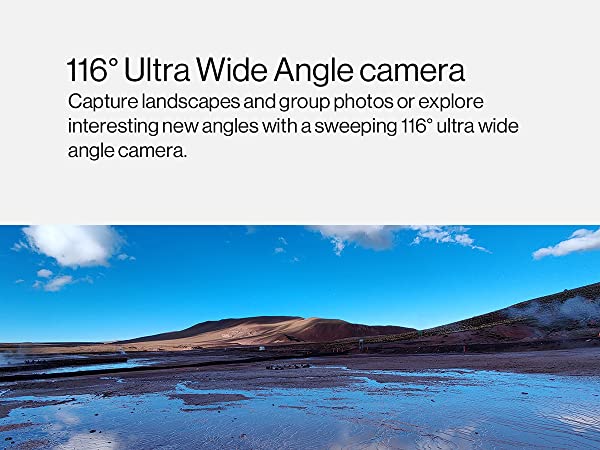 116° Ultra Wide Angle camera
Capture landscapes and group photos or explore
interesting new angles with a sweeping 116° ultra wide
angle camera.